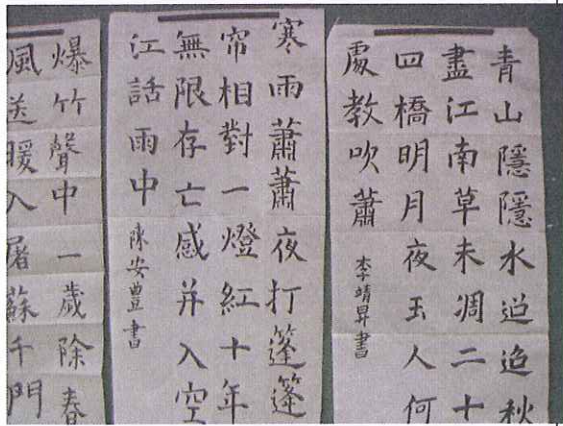 青山隱隱水迢迢秋
盡江南草未凋二十
四橋明月夜玉人何
處教吹蕭
李靖昇書
寒雨蕭蕭夜打篷篷
帘相對一燈紅十年
無限存亡感并入空
江話雨中
陳安豊書
爆竹聲中一歲除春
風送暖入屠蘇千門